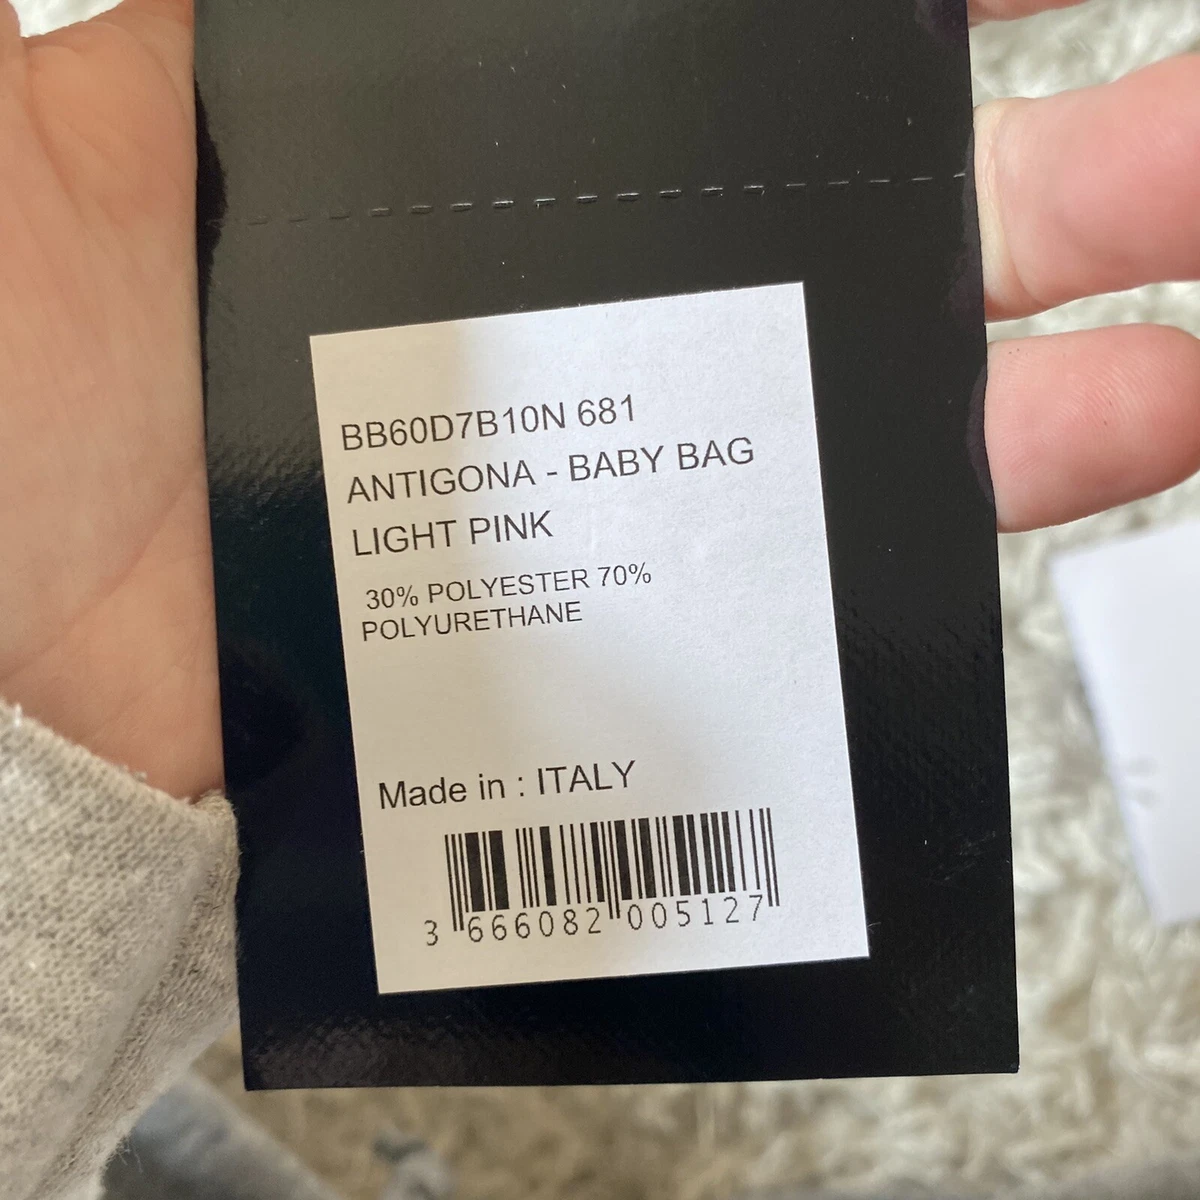 BB60D7B10N 681
ANTIGONA - BABY BAG
LIGHT PINK
30% POLYESTER 70%
POLYURETHANE
Made in : ITALY
3 666082 005127